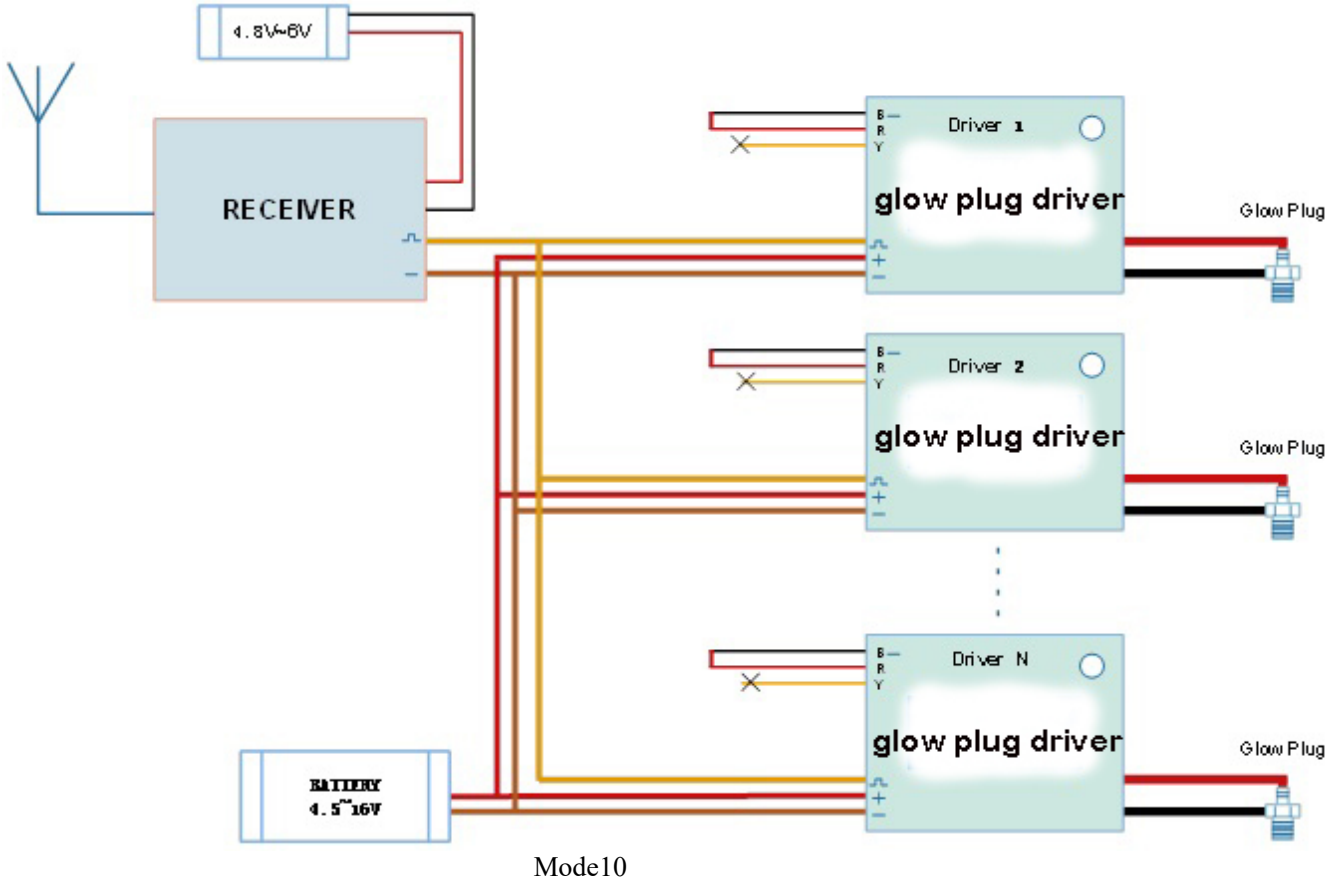 4.8V~6V
RECEIVER
−
B −
R
Y
Driver 1
glow plug driver
+
−
Glow Plug
B −
R
Y
Driver 2
glow plug driver
+
−
Glow Plug
B −
R
Y
Driver N
glow plug driver
+
−
Glow Plug
BATTERY
4.5~16V
Mode10